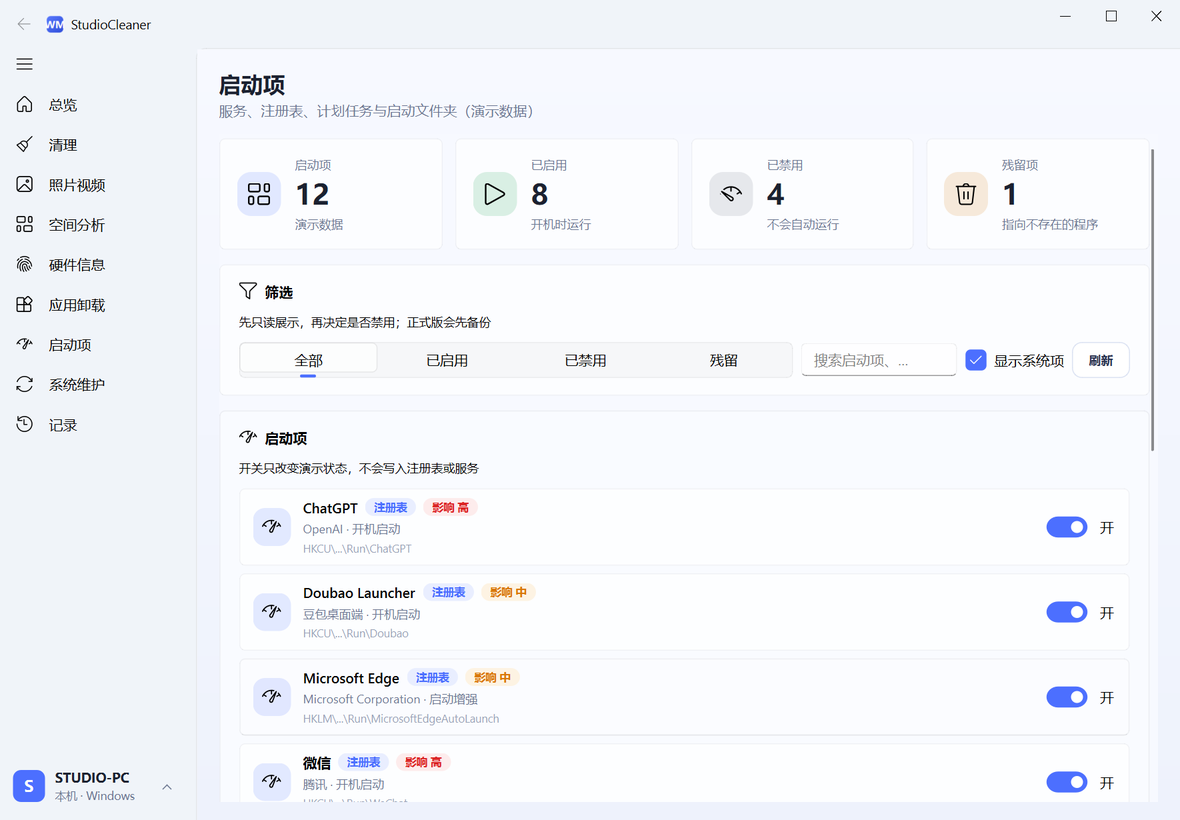 WM StudioCleaner
总览
清理
照片视频
空间分析
硬件信息
应用卸载
启动项
系统维护
记录
S STUDIO-PC
本机 · Windows
启动项
服务、注册表、计划任务与启动文件夹（演示数据）
启动项
12
演示数据
已启用
8
开机时运行
已禁用
4
不会自动运行
残留项
1
指向不存在的程序
筛选
先只读展示，再决定是否禁用；正式版会先备份
全部 已启用 已禁用 残留 搜索启动项、... 显示系统项 刷新
启动项
开关只改变演示状态，不会写入注册表或服务
ChatGPT 注册表 影响 高
OpenAI · 开机启动
HKCU\...\Run\ChatGPT
开
Doubao Launcher 注册表 影响 中
豆包桌面端 · 开机启动
HKCU\...\Run\Doubao
开
Microsoft Edge 注册表 影响 中
Microsoft Corporation · 启动增强
HKLM\...\Run\MicrosoftEdgeAutoLaunch
开
微信 注册表 影响 高
腾讯 · 开机启动
HKCU\...\Run\WeChat
开